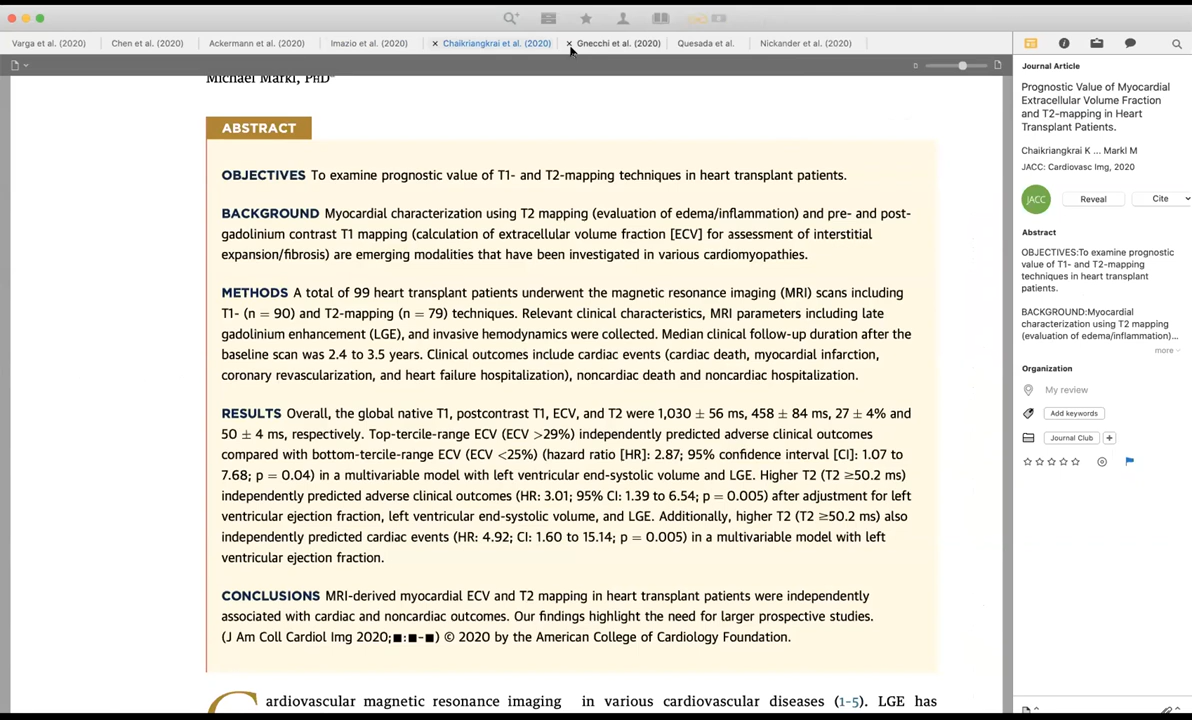 Varga et al. (2020)
Chen et al. (2020)
Ackermann et al. (2020)
Imazio et al. (2020)
× Chaikriangkrai et al. (2020)
× Gnecchi et al. (2020)
Quesada et al.
Nickander et al. (2020)
Michael Markl, PHD
ABSTRACT
OBJECTIVES To examine prognostic value of T1- and T2-mapping techniques in heart transplant patients.
BACKGROUND Myocardial characterization using T2 mapping (evaluation of edema/inflammation) and pre- and post-
gadolinium contrast T1 mapping (calculation of extracellular volume fraction [ECV] for assessment of interstitial
expansion/fibrosis) are emerging modalities that have been investigated in various cardiomyopathies.
METHODS A total of 99 heart transplant patients underwent the magnetic resonance imaging (MRI) scans including
T1- (n = 90) and T2-mapping (n = 79) techniques. Relevant clinical characteristics, MRI parameters including late
gadolinium enhancement (LGE), and invasive hemodynamics were collected. Median clinical follow-up duration after the
baseline scan was 2.4 to 3.5 years. Clinical outcomes include cardiac events (cardiac death, myocardial infarction,
coronary revascularization, and heart failure hospitalization), noncardiac death and noncardiac hospitalization.
RESULTS Overall, the global native T1, postcontrast T1, ECV, and T2 were 1,030 ± 56 ms, 458 ± 84 ms, 27 ± 4% and
50 ± 4 ms, respectively. Top-tercile-range ECV (ECV >29%) independently predicted adverse clinical outcomes
compared with bottom-tercile-range ECV (ECV <25%) (hazard ratio [HR]: 2.87; 95% confidence interval [CI]: 1.07 to
7.68; p = 0.04) in a multivariable model with left ventricular end-systolic volume and LGE. Higher T2 (T2 ≥50.2 ms)
independently predicted adverse clinical outcomes (HR: 3.01; 95% CI: 1.39 to 6.54; p = 0.005) after adjustment for left
ventricular ejection fraction, left ventricular end-systolic volume, and LGE. Additionally, higher T2 (T2 ≥50.2 ms) also
independently predicted cardiac events (HR: 4.92; CI: 1.60 to 15.14; p = 0.005) in a multivariable model with left
ventricular ejection fraction.
CONCLUSIONS MRI-derived myocardial ECV and T2 mapping in heart transplant patients were independently
associated with cardiac and noncardiac outcomes. Our findings highlight the need for larger prospective studies.
(J Am Coll Cardiol Img 2020;■:■-■) © 2020 by the American College of Cardiology Foundation.
Cardiovascular magnetic resonance imaging
in various cardiovascular diseases (1-5). LGE has
Journal Article
Prognostic Value of Myocardial
Extracellular Volume Fraction
and T2-mapping in Heart
Transplant Patients.
Chaikriangkrai K ... Markl M
JACC: Cardiovasc Img, 2020
JACC
Reveal
Cite
Abstract
OBJECTIVES:To examine prognostic
value of T1- and T2-mapping
techniques in heart transplant
patients.
BACKGROUND:Myocardial
characterization using T2 mapping
(evaluation of edema/inflammation)...
more
Organization
My review
Add keywords
Journal Club
+